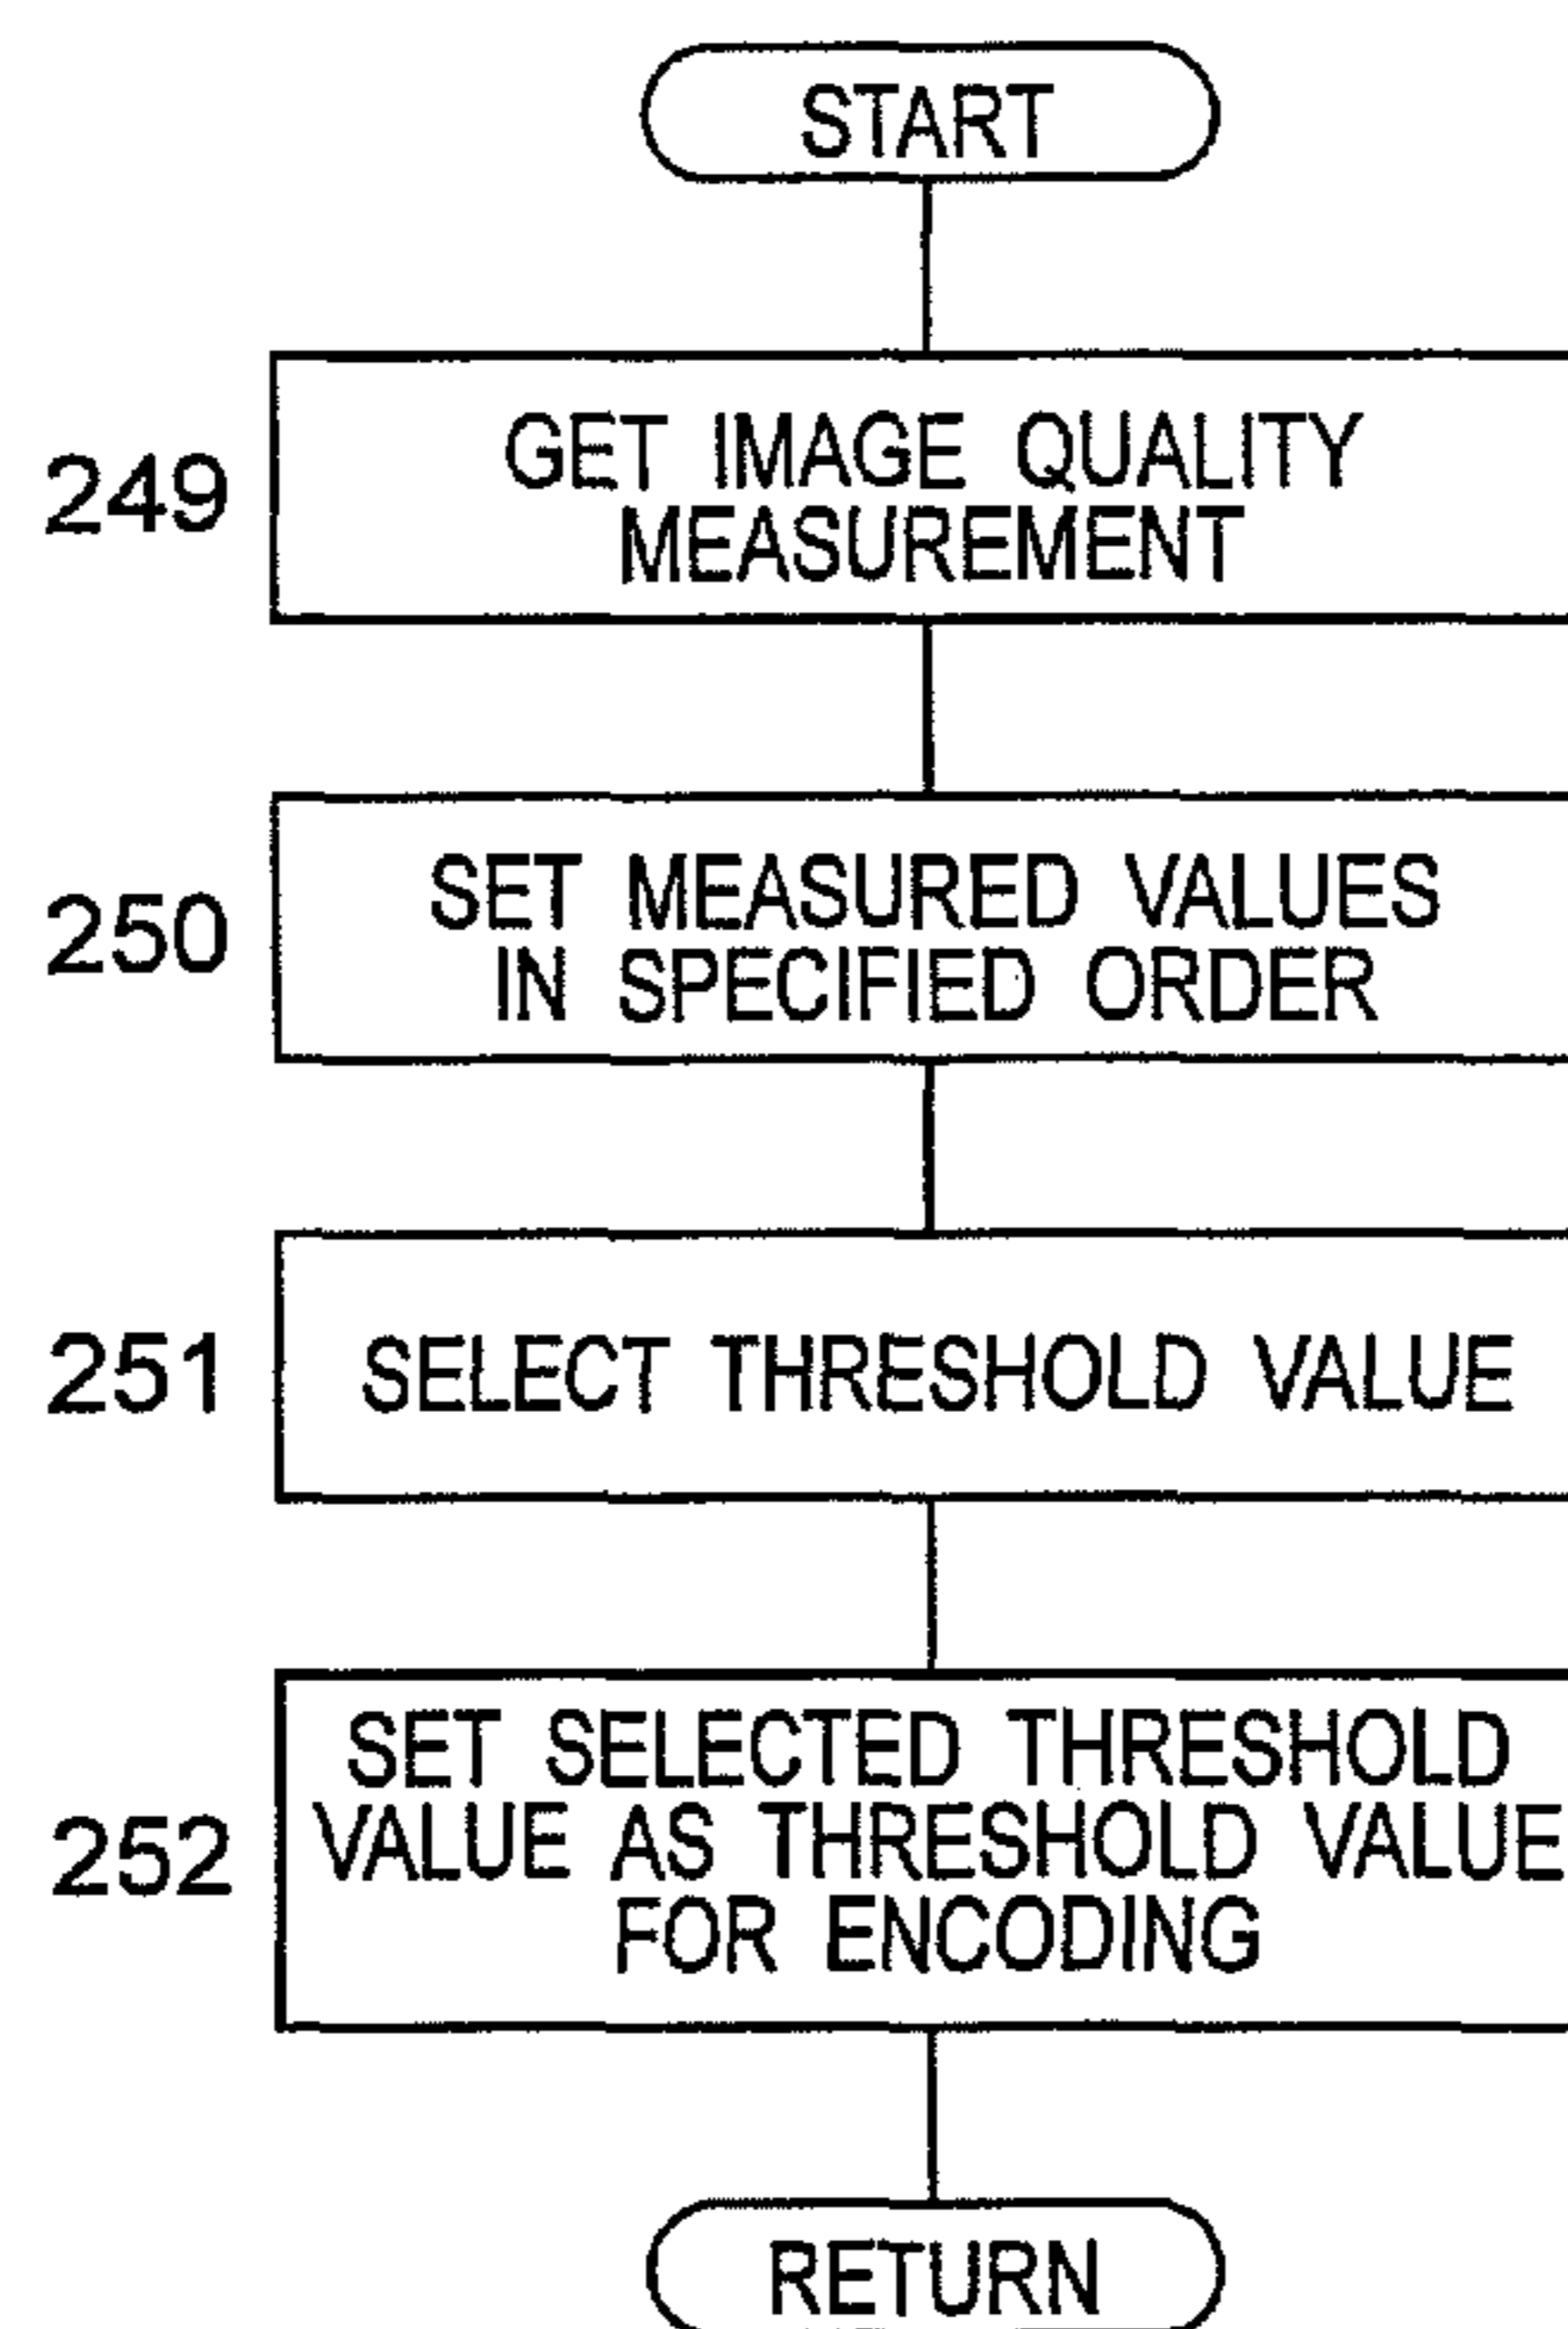 START
249
GET IMAGE QUALITY
MEASUREMENT
250
SET MEASURED VALUES
IN SPECIFIED ORDER
251
SELECT THRESHOLD VALUE
252
SET SELECTED THRESHOLD
VALUE AS THRESHOLD VALUE
FOR ENCODING
RETURN